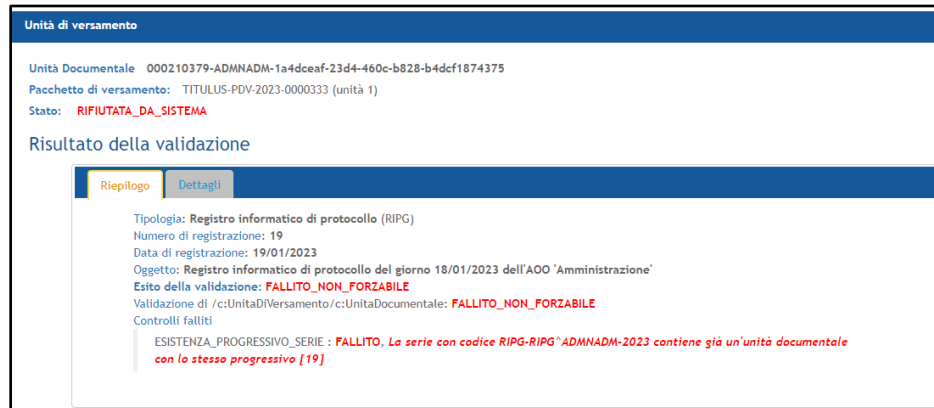 Unità di versamento
Unità Documentale 000210379-ADMNADM-1a4dceaf-23d4-460c-b828-b4dcf1874375
Pacchetto di versamento: TITULUS-PDV-2023-0000333 (unità 1)
Stato: RIFIUTATA_DA_SISTEMA
Risultato della validazione
Riepilogo Dettagli
Tipologia: Registro informatico di protocollo (RIPG)
Numero di registrazione: 19
Data di registrazione: 19/01/2023
Oggetto: Registro informatico di protocollo del giorno 18/01/2023 dell'AOO 'Amministrazione'
Esito della validazione: FALLITO_NON_FORZABILE
Validazione di /c:UnitaDiVersamento/c:UnitaDocumentale: FALLITO_NON_FORZABILE
Controlli falliti
ESISTENZA_PROGRESSIVO_SERIE : FALLITO, La serie con codice RIPG-RIPG^ADMNADM-2023 contiene già un'unità documentale
con lo stesso progressivo [19]